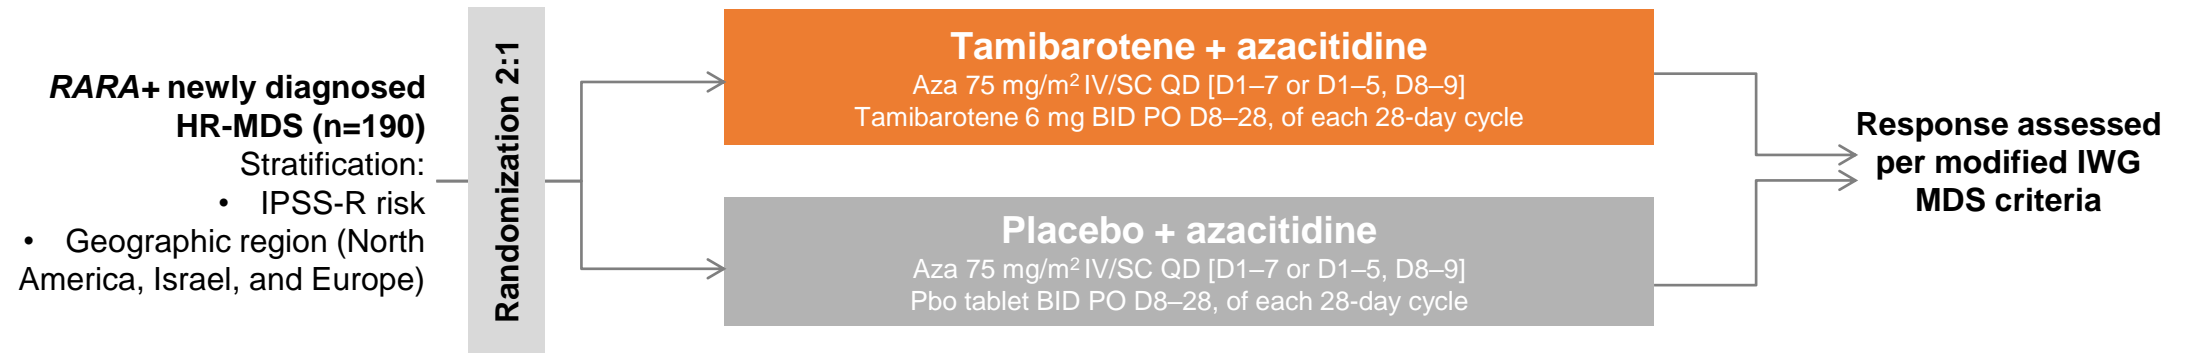 RARA+ newly diagnosed
HR-MDS (n=190)
Stratification:
• IPSS-R risk
• Geographic region (North
America, Israel, and Europe)
Randomization 2:1
Tamibarotene + azacitidine
Aza 75 mg/m² IV/SC QD [D1–7 or D1–5, D8–9]
Tamibarotene 6 mg BID PO D8–28, of each 28-day cycle
Placebo + azacitidine
Aza 75 mg/m² IV/SC QD [D1–7 or D1–5, D8–9]
Pbo tablet BID PO D8–28, of each 28-day cycle
Response assessed
per modified IWG
MDS criteria